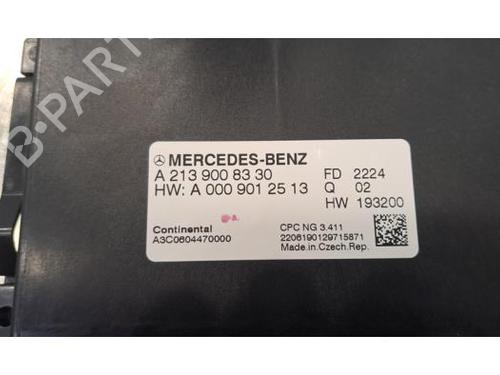 MERCEDES-BENZ
A 213 900 83 30 FD 2224
HW: A 000 901 25 13 Q 02
HW 193200
Continental CPC NG 3.411
A3C0604470000 2206190129715871
Made in Czech Rep.